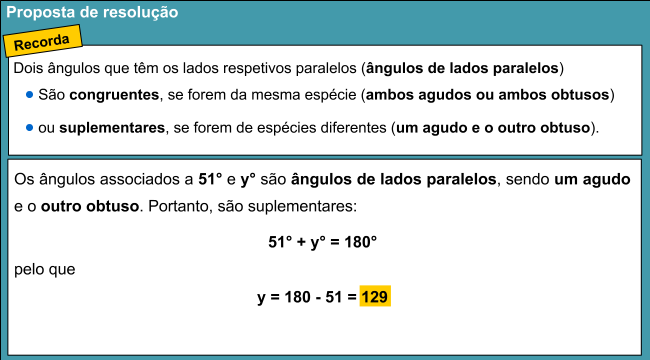 Proposta de resolução
Recorda
Dois ângulos que têm os lados respetivos paralelos (ângulos de lados paralelos)
• São congruentes, se forem da mesma espécie (ambos agudos ou ambos obtusos)
• ou suplementares, se forem de espécies diferentes (um agudo e o outro obtuso).
Os ângulos associados a 51° e y° são ângulos de lados paralelos, sendo um agudo
e o outro obtuso. Portanto, são suplementares:
51° + y° = 180°
pelo que
y = 180 - 51 = 129